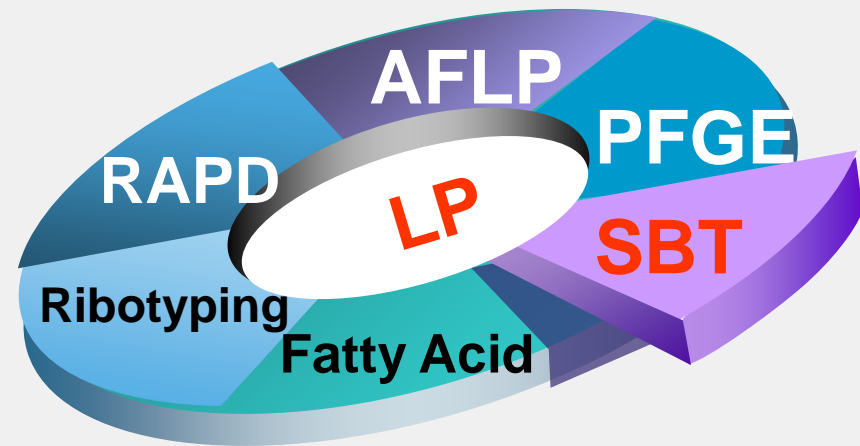 AFLP
PFGE
RAPD
LP
SBT
Ribotyping
Fatty Acid